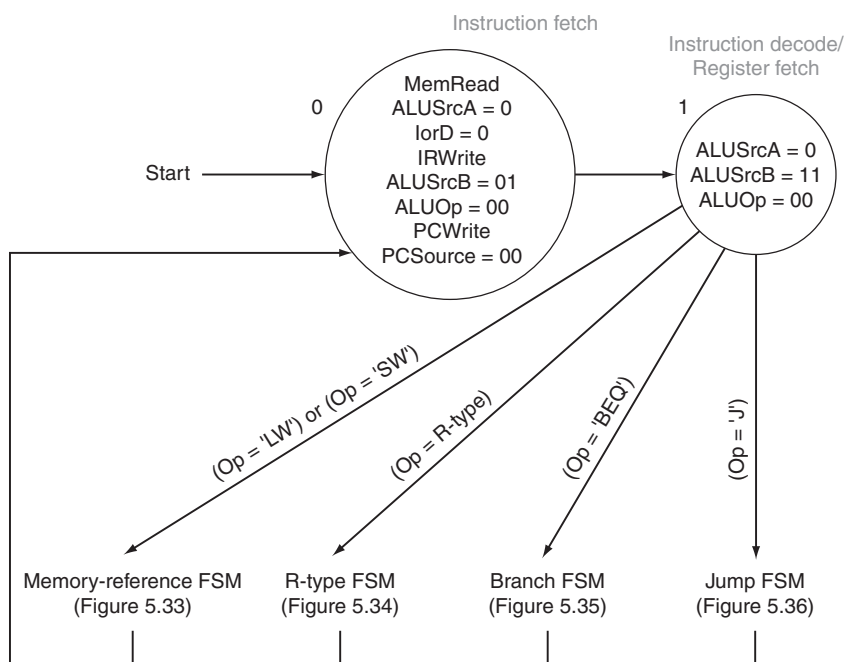 Instruction fetch
Instruction decode/
Register fetch
0
MemRead
ALUSrcA = 0
IorD = 0
IRWrite
ALUSrcB = 01
ALUOp = 00
PCWrite
PCSource = 00
1
ALUSrcA = 0
ALUSrcB = 11
ALUOp = 00
Start
(Op = 'LW') or (Op = 'SW')
(Op = R-type)
(Op = 'BEQ')
(Op = 'J')
Memory-reference FSM
(Figure 5.33)
R-type FSM
(Figure 5.34)
Branch FSM
(Figure 5.35)
Jump FSM
(Figure 5.36)